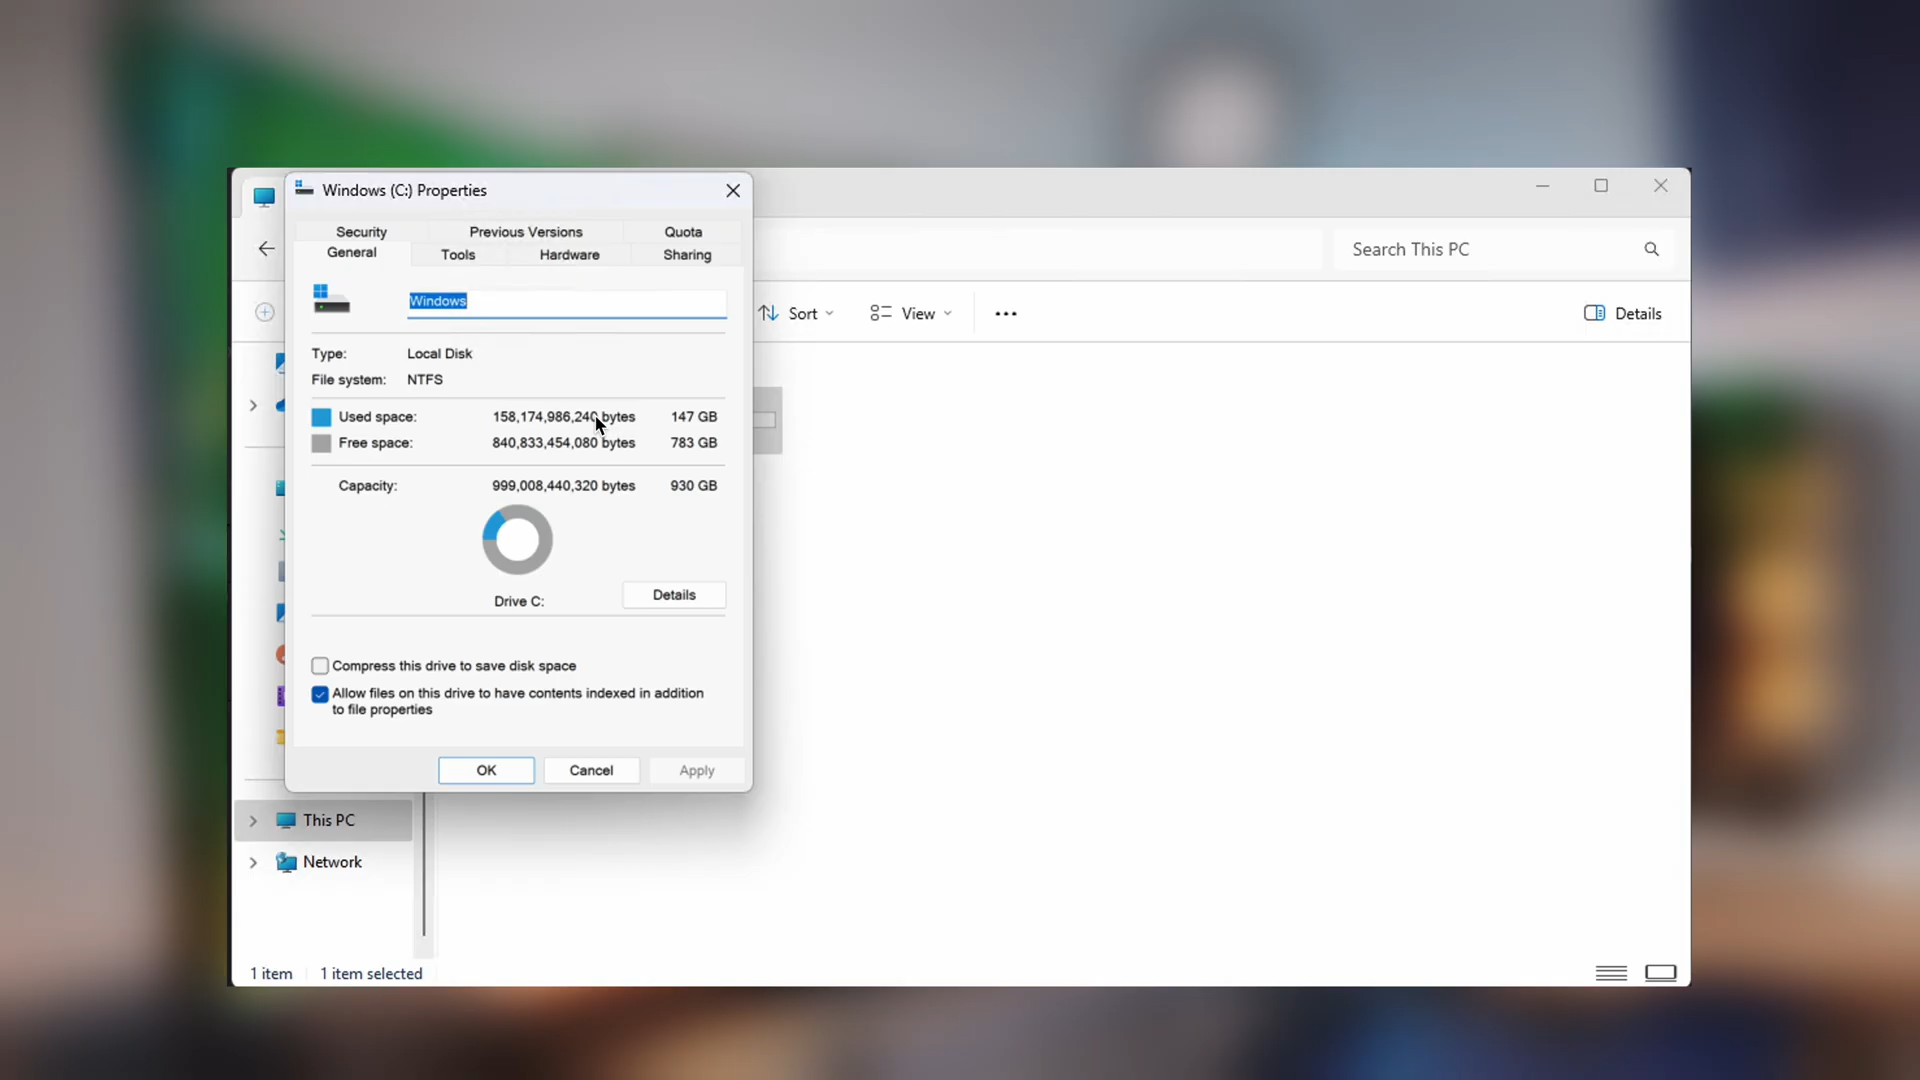 Windows (C:) Properties
Security Previous Versions Quota
General Tools Hardware Sharing
Windows
Type: Local Disk
File system: NTFS
Used space: 158,174,986,240 bytes 147 GB
Free space: 840,833,454,080 bytes 783 GB
Capacity: 999,008,440,320 bytes 930 GB
Drive C:
Details
Compress this drive to save disk space
Allow files on this drive to have contents indexed in addition
to file properties
OK Cancel Apply
Search This PC
Sort View Details
This PC
Network
1 item 1 item selected